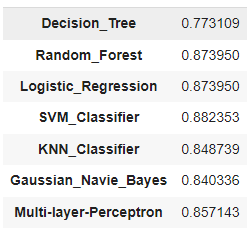 Decision_Tree 0.773109
Random_Forest 0.873950
Logistic_Regression 0.873950
SVM_Classifier 0.882353
KNN_Classifier 0.848739
Gaussian_Navie_Bayes 0.840336
Multi-layer-Perceptron 0.857143